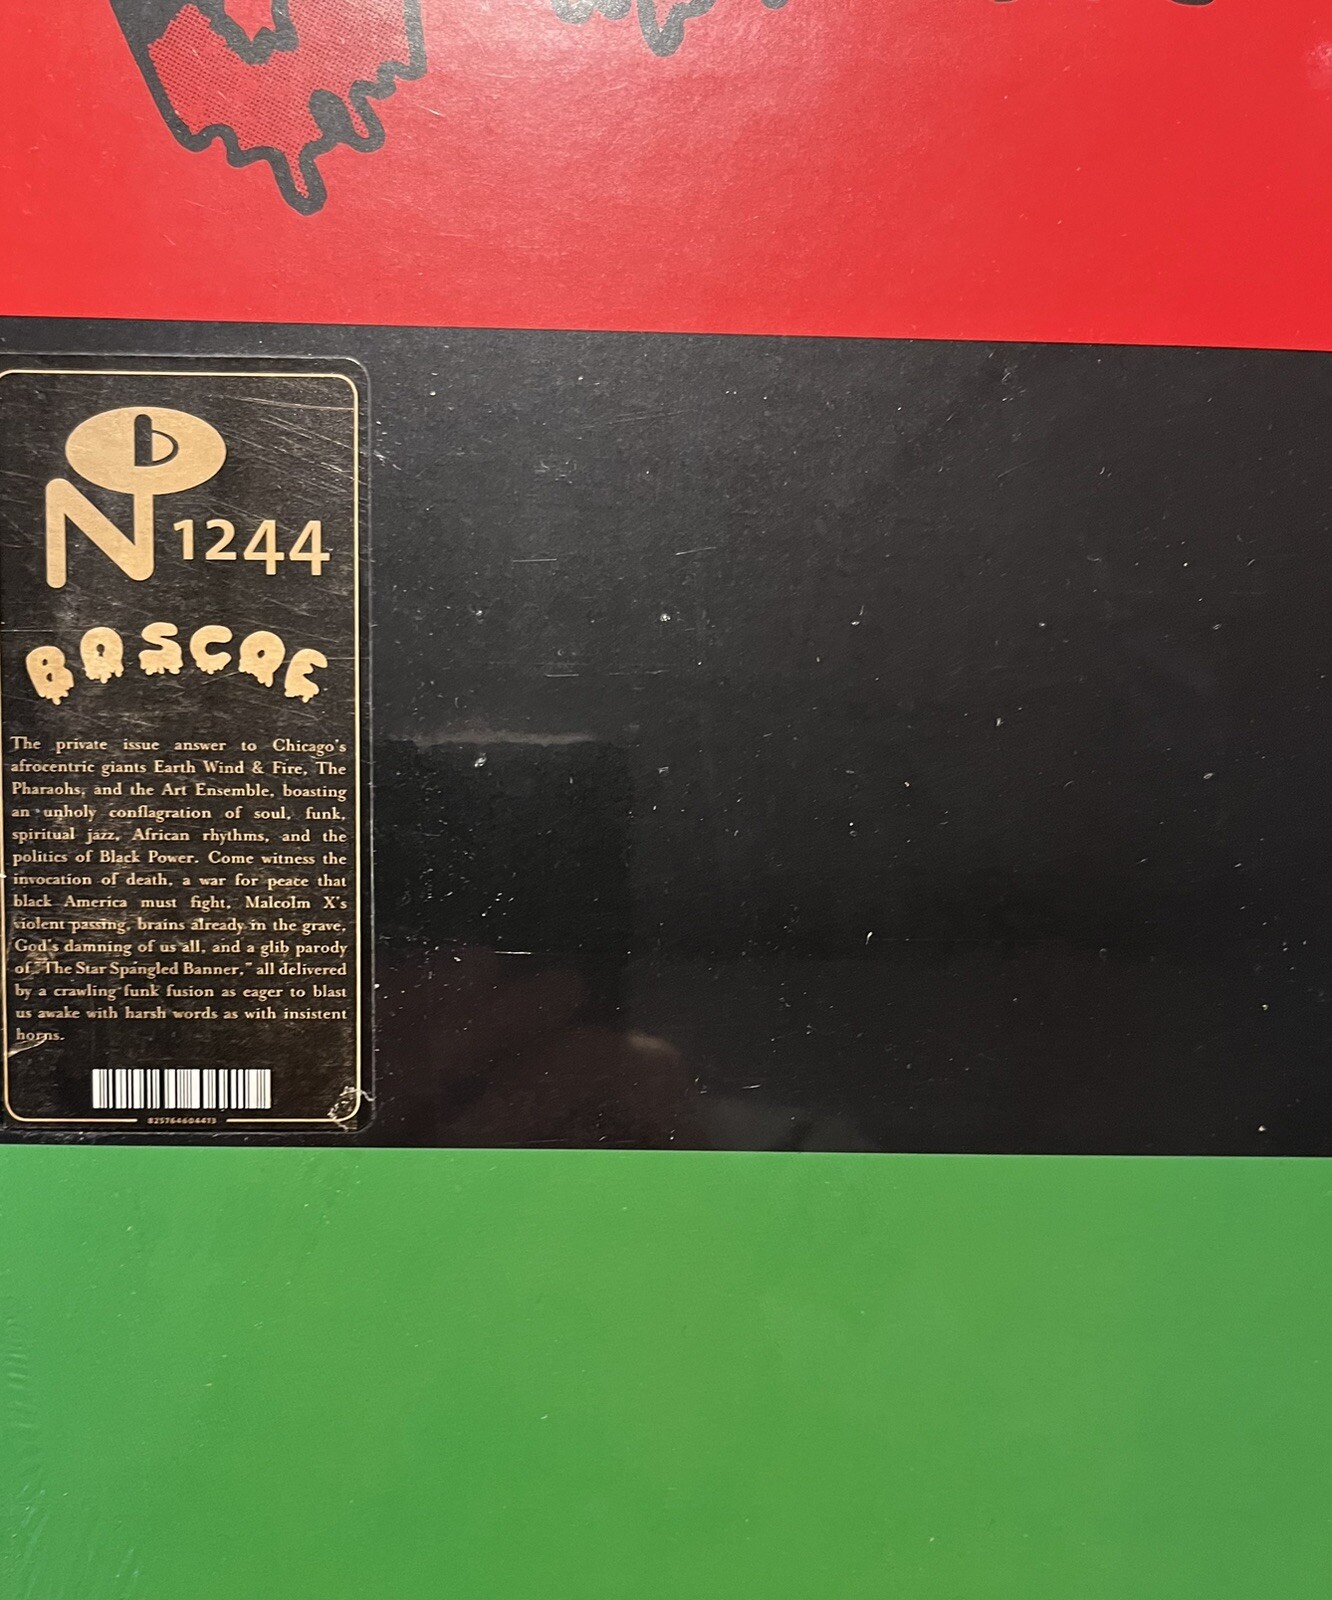 b
N 1244
BOSCOE
The private issue answer to Chicago's
afrocentric giants Earth Wind & Fire, The
Pharaohs, and the Art Ensemble, boasting
an unholy conflagration of soul, funk,
spiritual jazz, African rhythms, and the
politics of Black Power. Come witness the
invocation of death, a war for peace that
black America must fight, Malcolm X's
violent passing, brains already in the grave,
God's damning of us all, and a glib parody
of "The Star Spangled Banner," all delivered
by a crawling funk fusion as eager to blast
us awake with harsh words as with insistent
horns.
825764604413